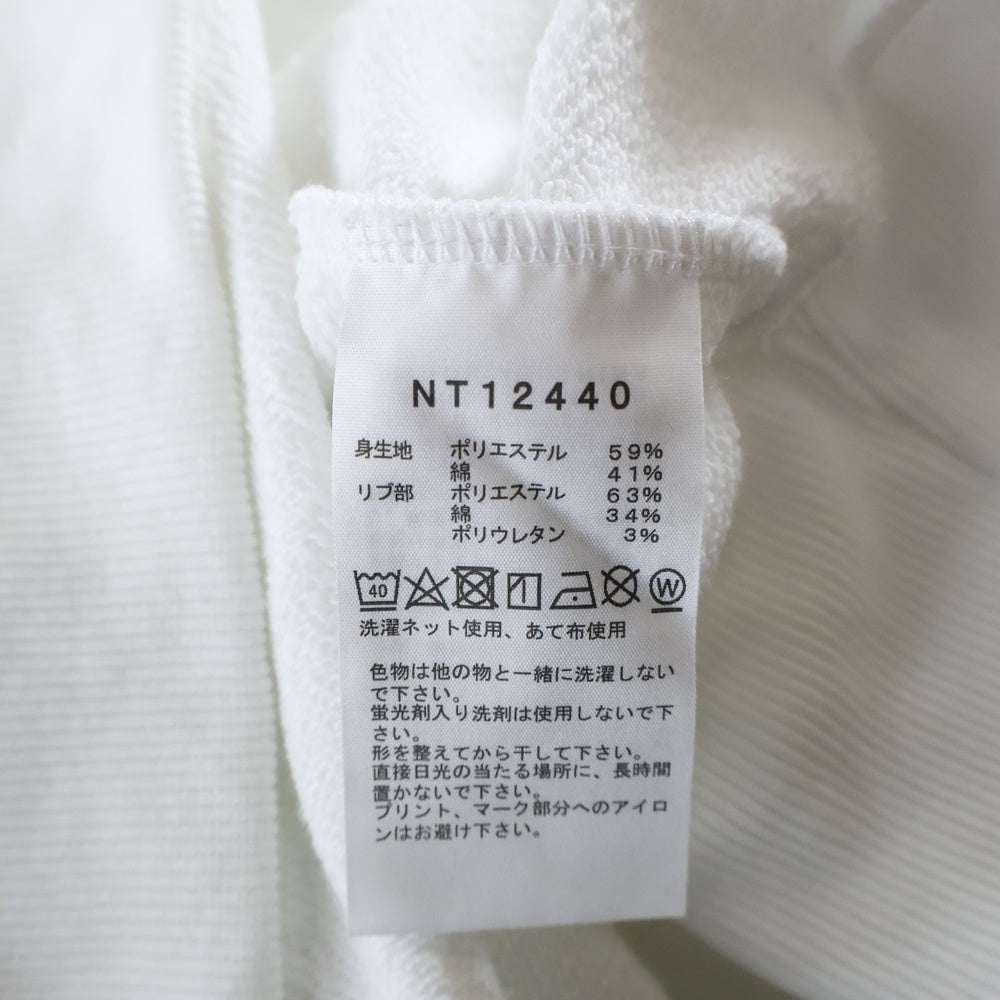 NT12440
身生地 ポリエステル 59%
綿 41%
リブ部 ポリエステル 63%
綿 34%
ポリウレタン 3%
40 W
洗濯ネット使用、あて布使用
色物は他の物と一緒に洗濯しない
で下さい。
蛍光剤入り洗剤は使用しないで下
さい。
形を整えてから干して下さい。
直接日光の当たる場所に、長時間
置かないで下さい。
プリント、マーク部分へのアイロ
ンはお避け下さい。